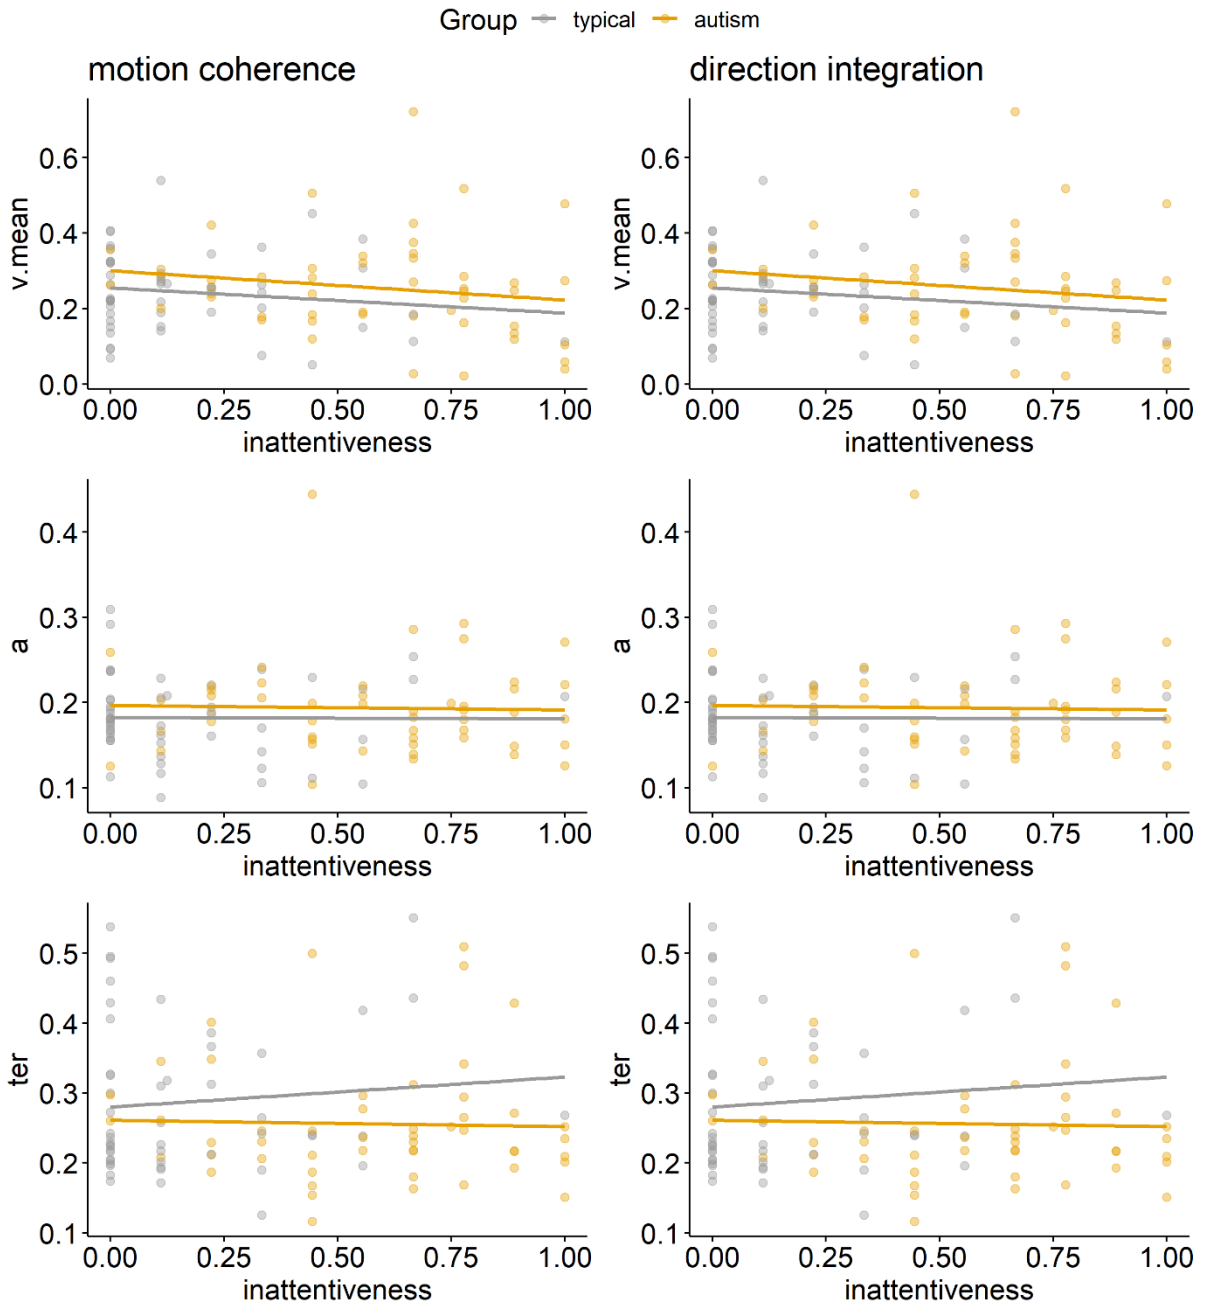 Group typical autism
motion coherence direction integration
0.6 0.6
0.4 0.4
v.mean v.mean
0.2 0.2
0.0 0.0
0.00 0.25 0.50 0.75 1.00 0.00 0.25 0.50 0.75 1.00
inattentiveness inattentiveness
0.4 0.4
0.3 0.3
a a
0.2 0.2
0.1 0.1
0.00 0.25 0.50 0.75 1.00 0.00 0.25 0.50 0.75 1.00
inattentiveness inattentiveness
0.5 0.5
0.4 0.4
ter ter
0.3 0.3
0.2 0.2
0.1 0.1
0.00 0.25 0.50 0.75 1.00 0.00 0.25 0.50 0.75 1.00
inattentiveness inattentiveness